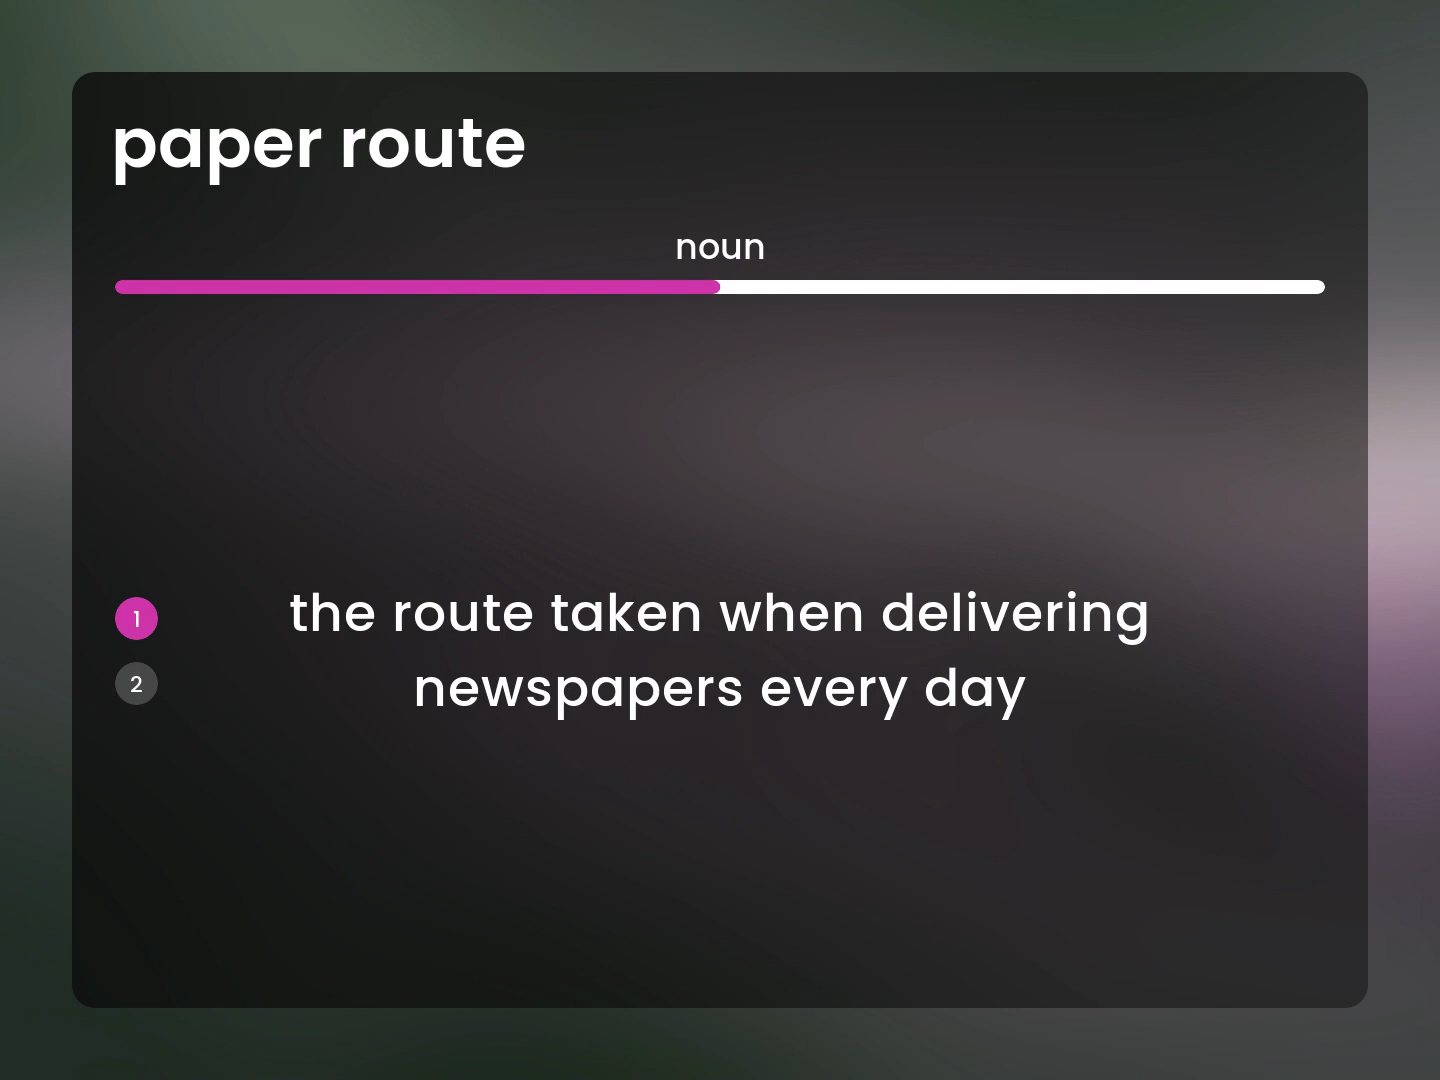 paper route
noun
1
the route taken when delivering
2
newspapers every day